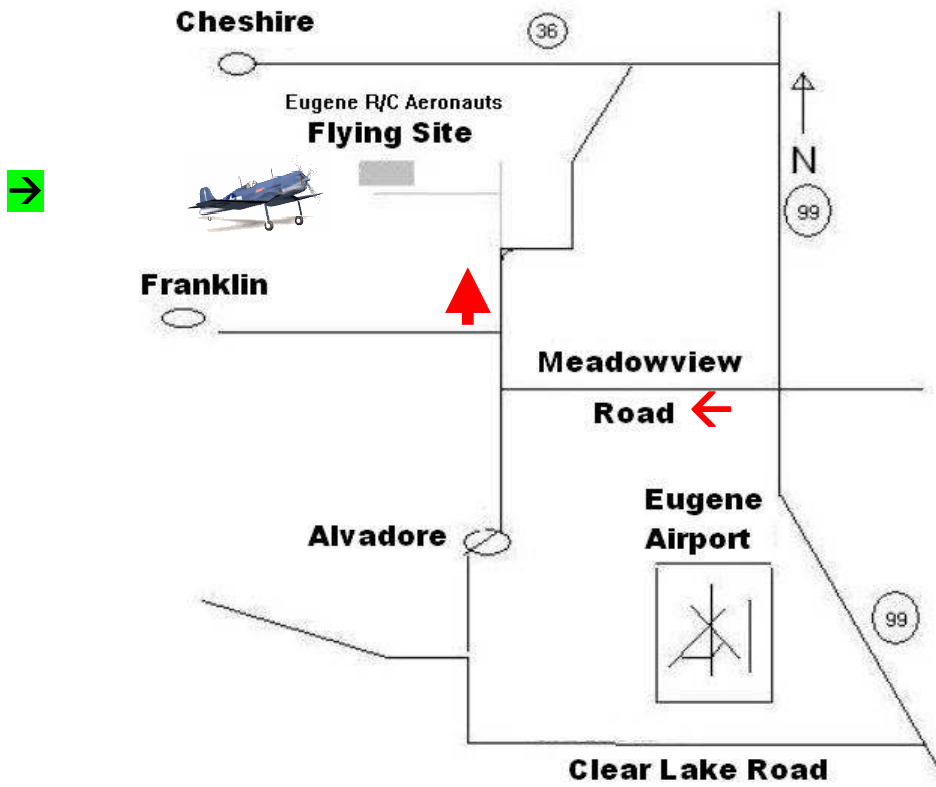 Cheshire
36
Eugene R/C Aeronauts
Flying Site
N
99
Franklin
Meadowview
Road
Eugene
Airport
Alvadore
99
Clear Lake Road